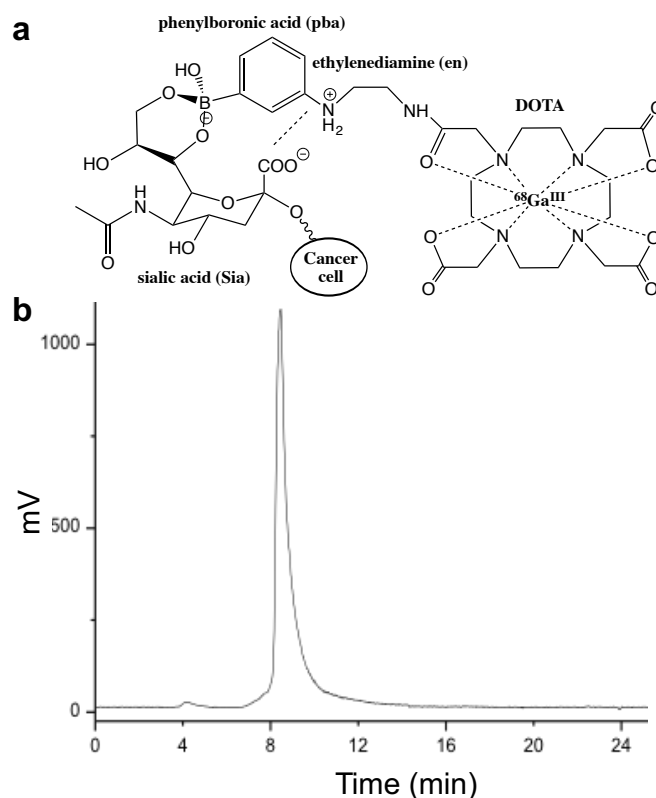 a
phenylboronic acid (pba)
ethylenediamine (en)
DOTA
HO
O
B
⊖
O
HO
⊕
N
H2
NH
O
N
N
O
O
68GaIII
COO⊖
O
O
H
N
O
HO
O
N
N
O
O
Cancer
cell
sialic acid (Sia)
b
1000
500
0
mV
0 4 8 12 16 20 24
Time (min)